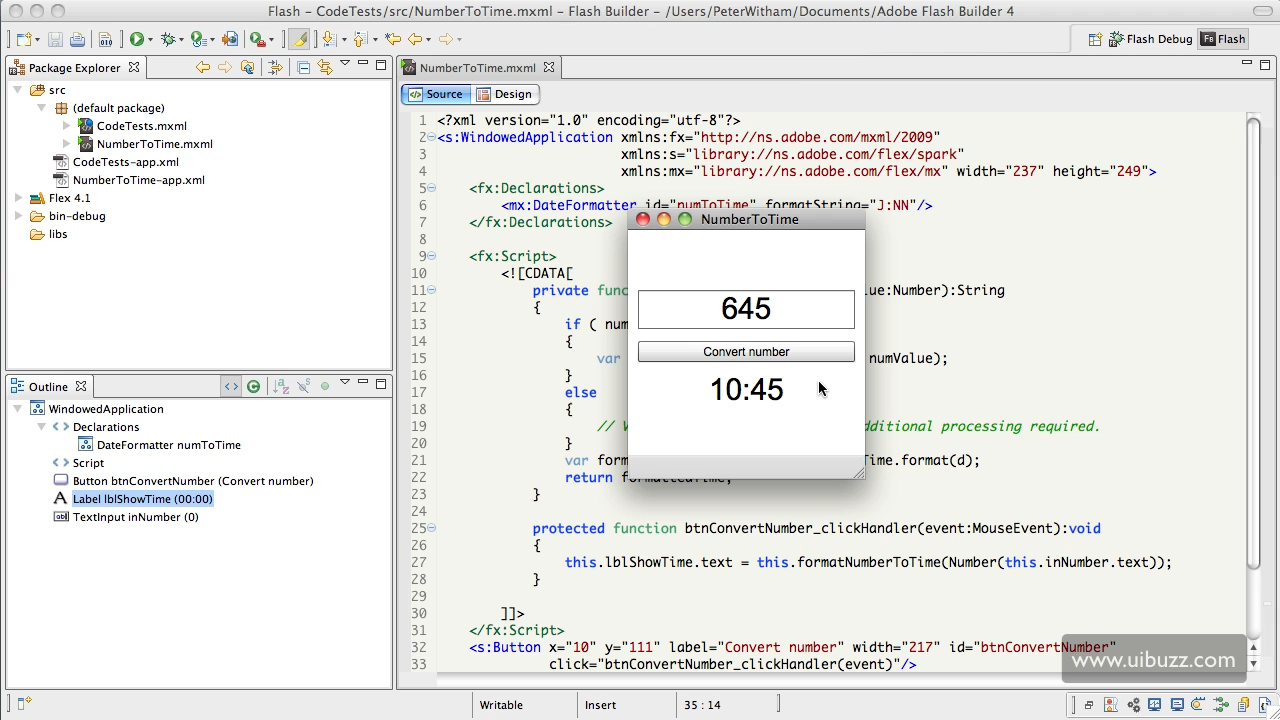 Flash – CodeTests/src/NumberToTime.mxml – Flash Builder – /Users/PeterWitham/Documents/Adobe Flash Builder 4
Flash Debug
Fb Flash
Package Explorer
src
(default package)
CodeTests.mxml
NumberToTime.mxml
CodeTests-app.xml
NumberToTime-app.xml
Flex 4.1
bin-debug
libs
Outline
WindowedApplication
Declarations
DateFormatter numToTime
Script
Button btnConvertNumber (Convert number)
Label lblShowTime (00:00)
TextInput inNumber (0)
NumberToTime.mxml
Source Design
1 <?xml version="1.0" encoding="utf-8"?>
2 <s:WindowedApplication xmlns:fx="http://ns.adobe.com/mxml/2009"
3 xmlns:s="library://ns.adobe.com/flex/spark"
4 xmlns:mx="library://ns.adobe.com/flex/mx" width="237" height="249">
5 <fx:Declarations>
6 <mx:DateFormatter id="numToTime" formatString="J:NN"/>
7 </fx:Declarations>
8
9 <fx:Script>
10 <![CDATA[
11 private func ue:Number):String
12 {
13 if ( num
14 {
15 var numValue);
16 }
17 else
18 {
19 // V dditional processing required.
20 }
21 var form ime.format(d);
22 return formattedTime;
23 }
24
25 protected function btnConvertNumber_clickHandler(event:MouseEvent):void
26 {
27 this.lblShowTime.text = this.formatNumberToTime(Number(this.inNumber.text));
28 }
29
30 ]]>
31 </fx:Script>
32 <s:Button x="10" y="111" label="Convert number" width="217" id="btnConvertNumber"
33 click="btnConvertNumber_clickHandler(event)"/>
NumberToTime
645
Convert number
10:45
www.uibuzz.com
Writable
Insert
35 : 14